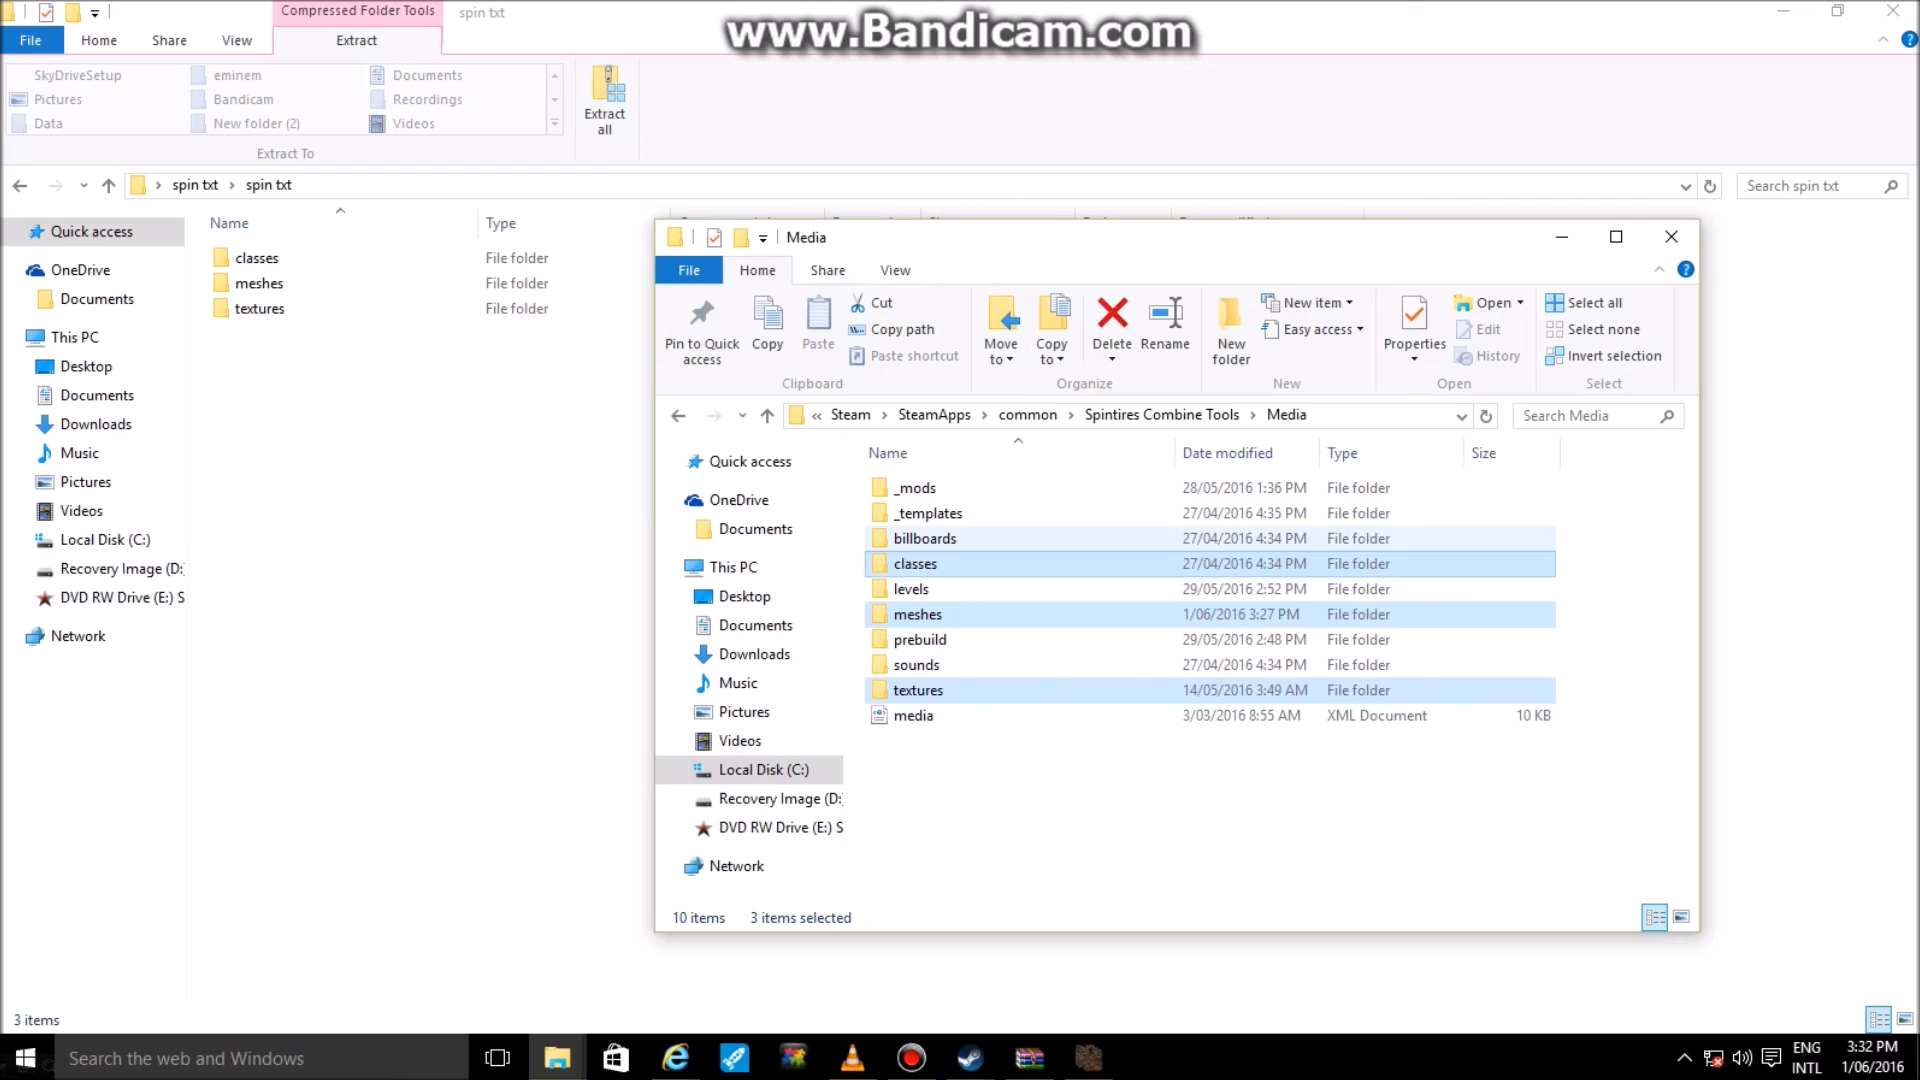 Compressed Folder Tools
spin txt
www.Bandicam.com
File
Home
Share
View
Extract
SkyDriveSetup
eminem
Documents
Pictures
Bandicam
Recordings
Data
New folder (2)
Videos
Extract
all
Extract To
spin txt
spin txt
Search spin txt
Name
Type
Quick access
OneDrive
Documents
This PC
Desktop
Documents
Downloads
Music
Pictures
Videos
Local Disk (C:)
Recovery Image (D:
DVD RW Drive (E:) S
Network
classes
File folder
meshes
File folder
textures
File folder
Media
File
Home
Share
View
Pin to Quick
access
Copy
Paste
Cut
Copy path
Paste shortcut
Clipboard
Move
to
Copy
to
Delete
Rename
Organize
New
folder
New item
Easy access
New
Properties
Open
Edit
History
Open
Select all
Select none
Invert selection
Select
« Steam
SteamApps
common
Spintires Combine Tools
Media
Search Media
Name
Date modified
Type
Size
Quick access
OneDrive
Documents
This PC
Desktop
Documents
Downloads
Music
Pictures
Videos
Local Disk (C:)
Recovery Image (D:
DVD RW Drive (E:) S
Network
_mods 28/05/2016 1:36 PM File folder
_templates 27/04/2016 4:35 PM File folder
billboards 27/04/2016 4:34 PM File folder
classes 27/04/2016 4:34 PM File folder
levels 29/05/2016 2:52 PM File folder
meshes 1/06/2016 3:27 PM File folder
prebuild 29/05/2016 2:48 PM File folder
sounds 27/04/2016 4:34 PM File folder
textures 14/05/2016 3:49 AM File folder
media 3/03/2016 8:55 AM XML Document 10 KB
10 items
3 items selected
3 items
Search the web and Windows
ENG
INTL
3:32 PM
1/06/2016